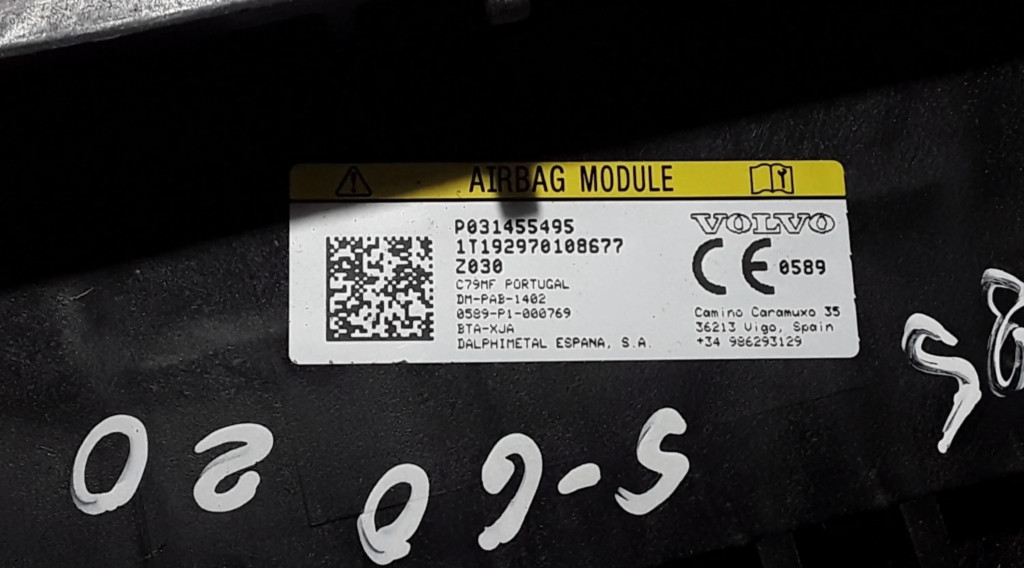 AIRBAG MODULE
P031455495
1T192970108677
Z030
C79MF PORTUGAL
DM-PAB-1402
0589-P1-000769
BTA-XJA
DALPHIMETAL ESPANA, S.A.
VOLVO
CE 0589
Camino Caramuxo 35
36213 Vigo, Spain
+34 986293129